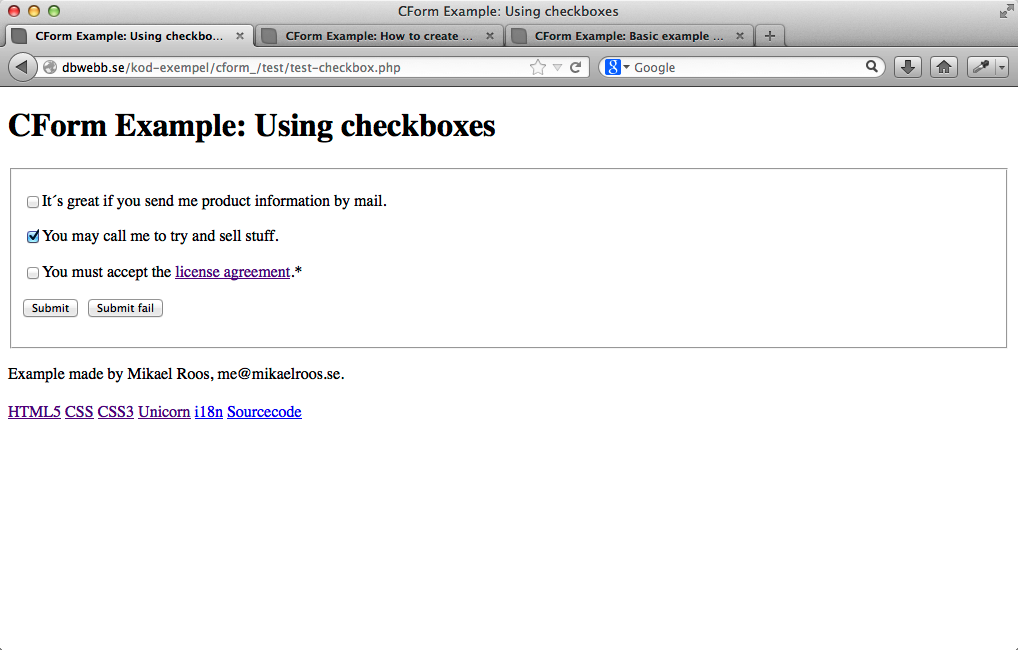 CForm Example: Using checkboxes
CForm Example: Using checkbo... CForm Example: How to create ... CForm Example: Basic example ...
dbwebb.se/kod-exempel/cform_/test/test-checkbox.php 8 Google
CForm Example: Using checkboxes
It´s great if you send me product information by mail.
You may call me to try and sell stuff.
You must accept the license agreement.*
Submit Submit fail
Example made by Mikael Roos, me@mikaelroos.se.
HTML5 CSS CSS3 Unicorn i18n Sourcecode